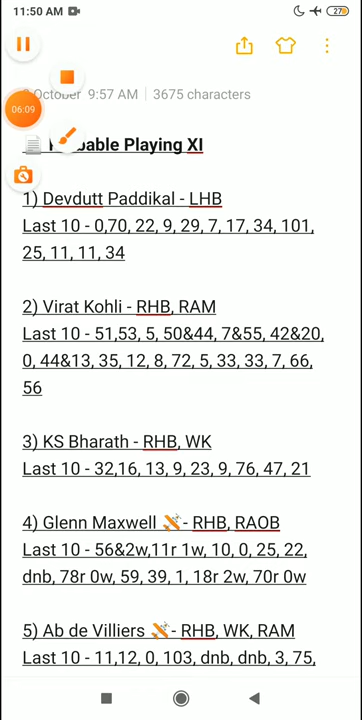 11:50 AM
27
October 9:57 AM | 3675 characters
06:09
bable Playing XI
1) Devdutt Paddikal - LHB
Last 10 - 0,70, 22, 9, 29, 7, 17, 34, 101,
25, 11, 11, 34
2) Virat Kohli - RHB, RAM
Last 10 - 51,53, 5, 50&44, 7&55, 42&20,
0, 44&13, 35, 12, 8, 72, 5, 33, 33, 7, 66,
56
3) KS Bharath - RHB, WK
Last 10 - 32,16, 13, 9, 23, 9, 76, 47, 21
4) Glenn Maxwell 🏏- RHB, RAOB
Last 10 - 56&2w,11r 1w, 10, 0, 25, 22,
dnb, 78r 0w, 59, 39, 1, 18r 2w, 70r 0w
5) Ab de Villiers 🏏- RHB, WK, RAM
Last 10 - 11,12, 0, 103, dnb, dnb, 3, 75,